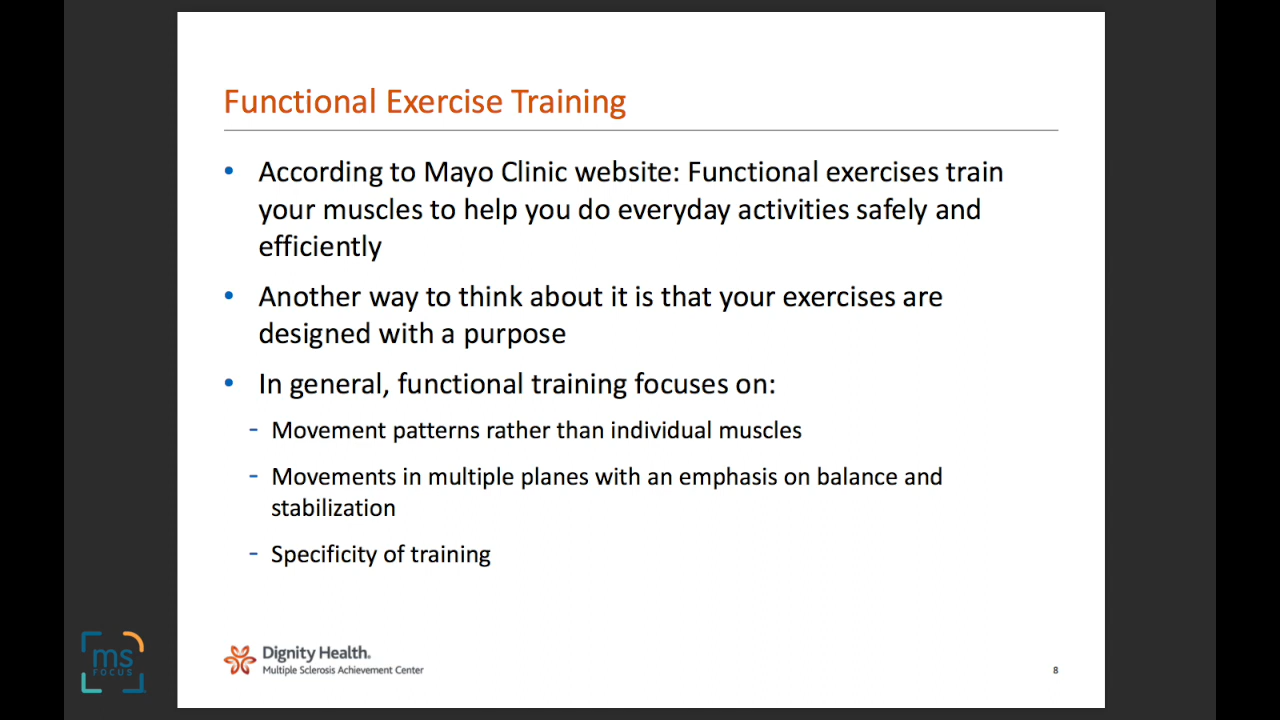 Functional Exercise Training
• According to Mayo Clinic website: Functional exercises train
your muscles to help you do everyday activities safely and
efficiently
• Another way to think about it is that your exercises are
designed with a purpose
• In general, functional training focuses on:
- Movement patterns rather than individual muscles
- Movements in multiple planes with an emphasis on balance and
stabilization
- Specificity of training
Dignity Health.
Multiple Sclerosis Achievement Center
8
ms
FOCUS